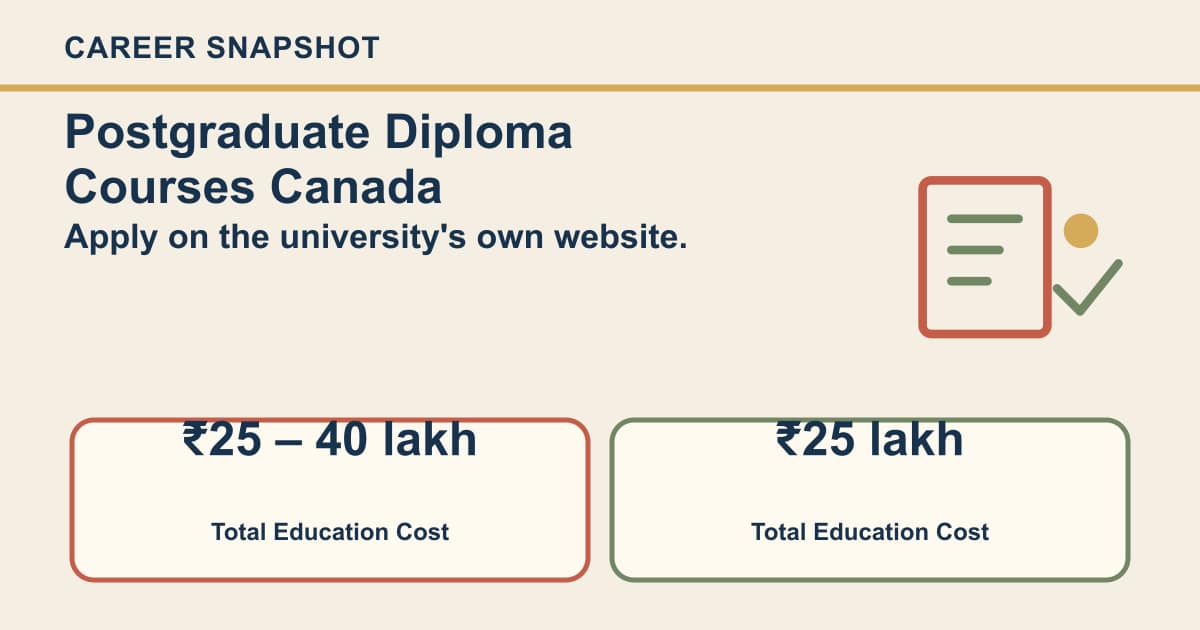 CAREER SNAPSHOT
Postgraduate Diploma
Courses Canada
Apply on the university's own website.
₹25 – 40 lakh
Total Education Cost
₹25 lakh
Total Education Cost